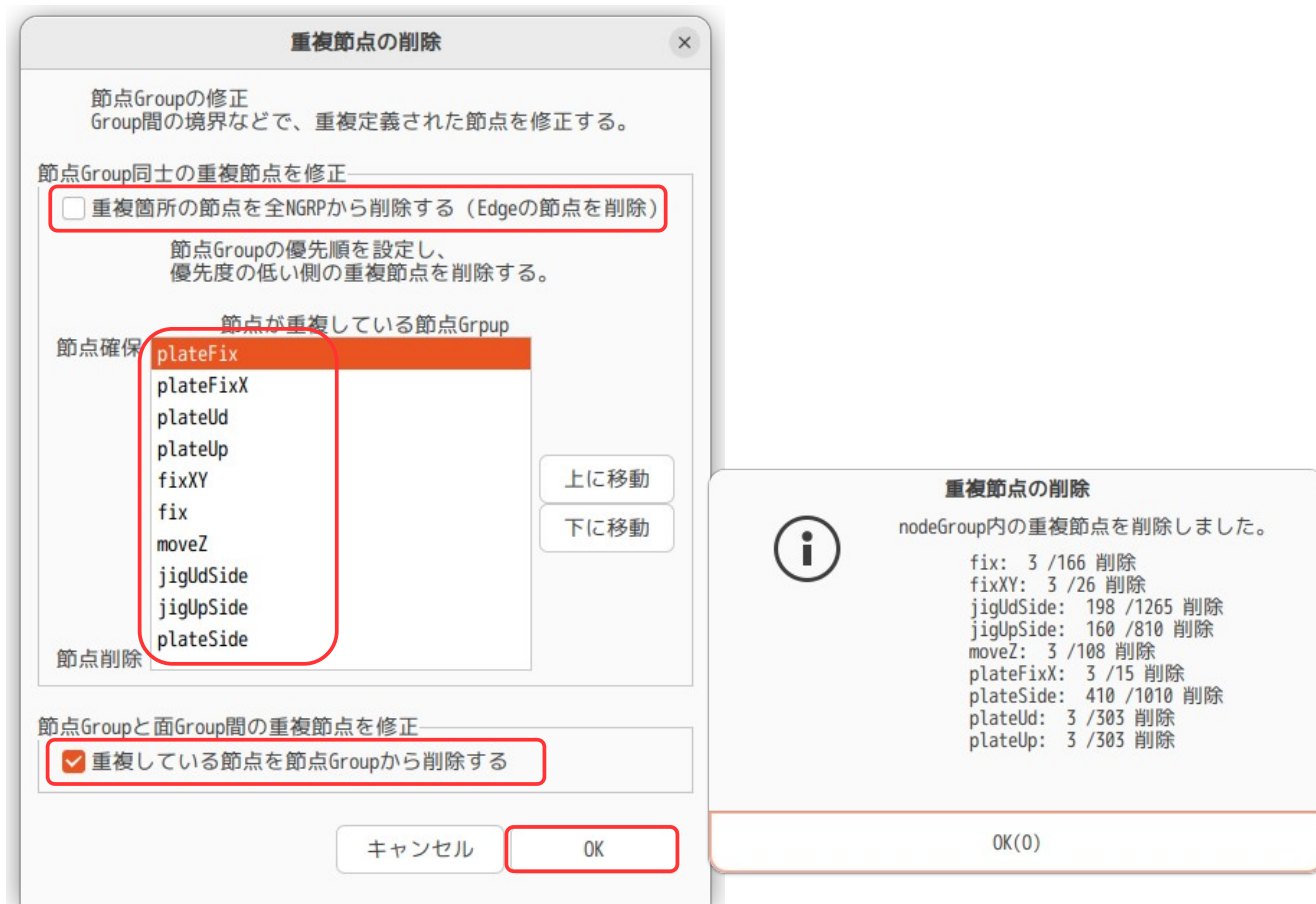 重複節点の削除
×
節点Groupの修正
Group間の境界などで、重複定義された節点を修正する。
節点Group同士の重複節点を修正
重複箇所の節点を全NGRPから削除する（Edgeの節点を削除）
節点Groupの優先順を設定し、
優先度の低い側の重複節点を削除する。
節点が重複している節点Grpup
節点確保
plateFix
plateFixX
plateUd
plateUp
fixXY
fix
moveZ
jigUdSide
jigUpSide
plateSide
節点削除
上に移動
下に移動
節点Groupと面Group間の重複節点を修正
重複している節点を節点Groupから削除する
キャンセル
OK
重複節点の削除
nodeGroup内の重複節点を削除しました。
fix: 3 /166 削除
fixXY: 3 /26 削除
jigUdSide: 198 /1265 削除
jigUpSide: 160 /810 削除
moveZ: 3 /108 削除
plateFixX: 3 /15 削除
plateSide: 410 /1010 削除
plateUd: 3 /303 削除
plateUp: 3 /303 削除
OK(O)